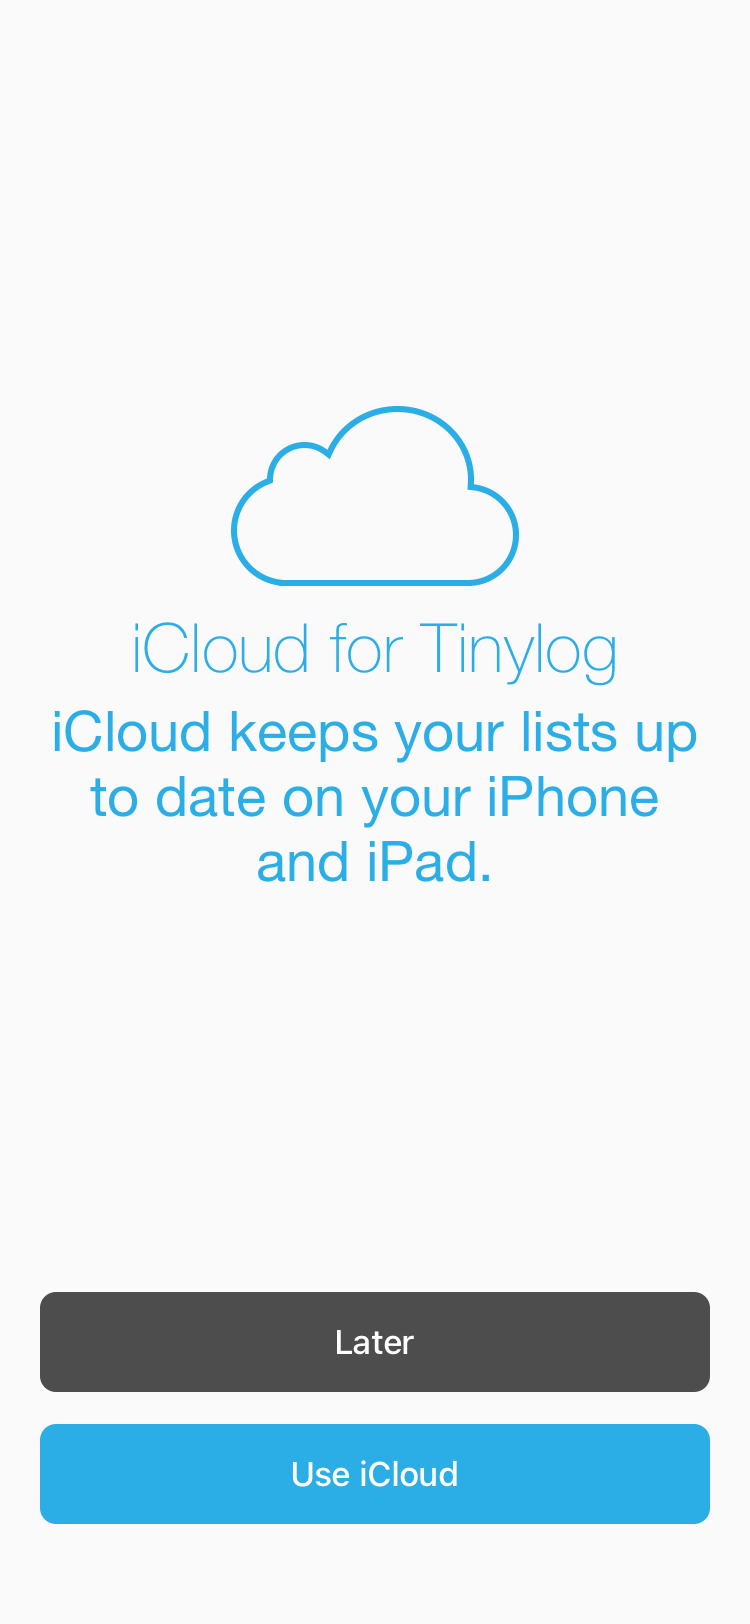 iCloud for Tinylog
iCloud keeps your lists up
to date on your iPhone
and iPad.
Later
Use iCloud